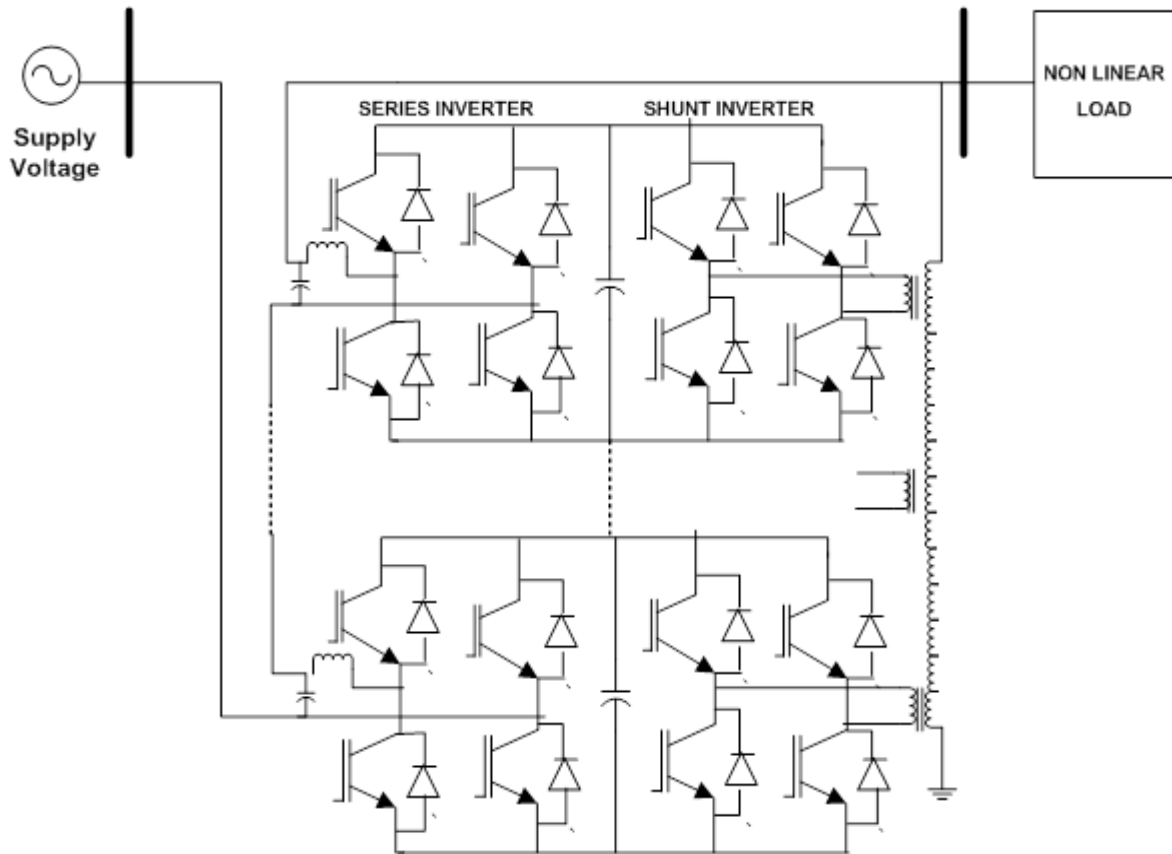 NON LINEAR
LOAD
SERIES INVERTER
SHUNT INVERTER
Supply
Voltage